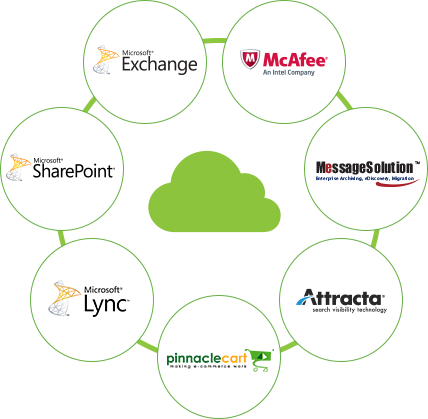 Microsoft®
Exchange
McAfee®
An Intel Company
Microsoft®
SharePoint®
MessageSolution™
Enterprise Archiving, eDiscovery, Migration
Microsoft®
Lync™
Attracta®
search visibility technology
pinnaclecart
making e-commerce work